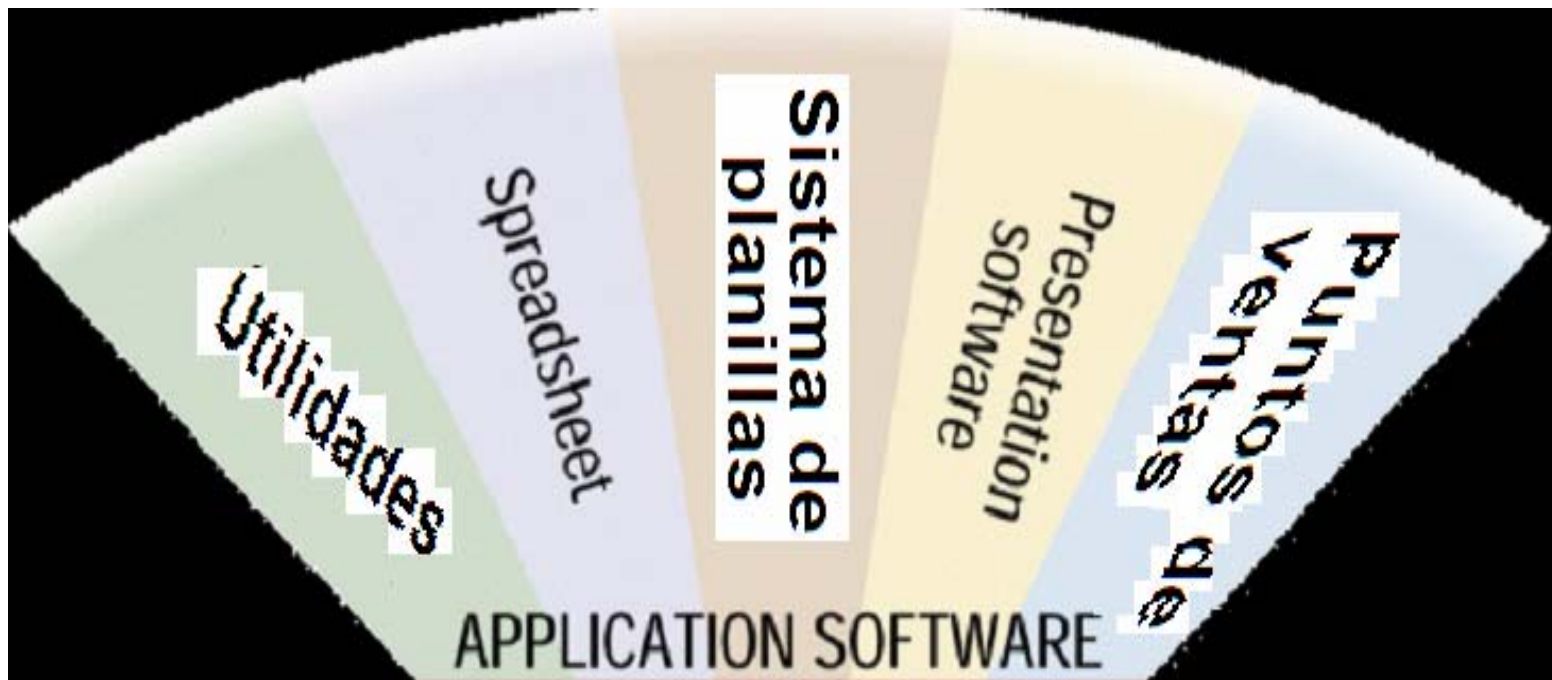 Utilidades
Spreadsheet
Sistema de
planillas
Presentation
software
Puntos de
ventas
APPLICATION SOFTWARE